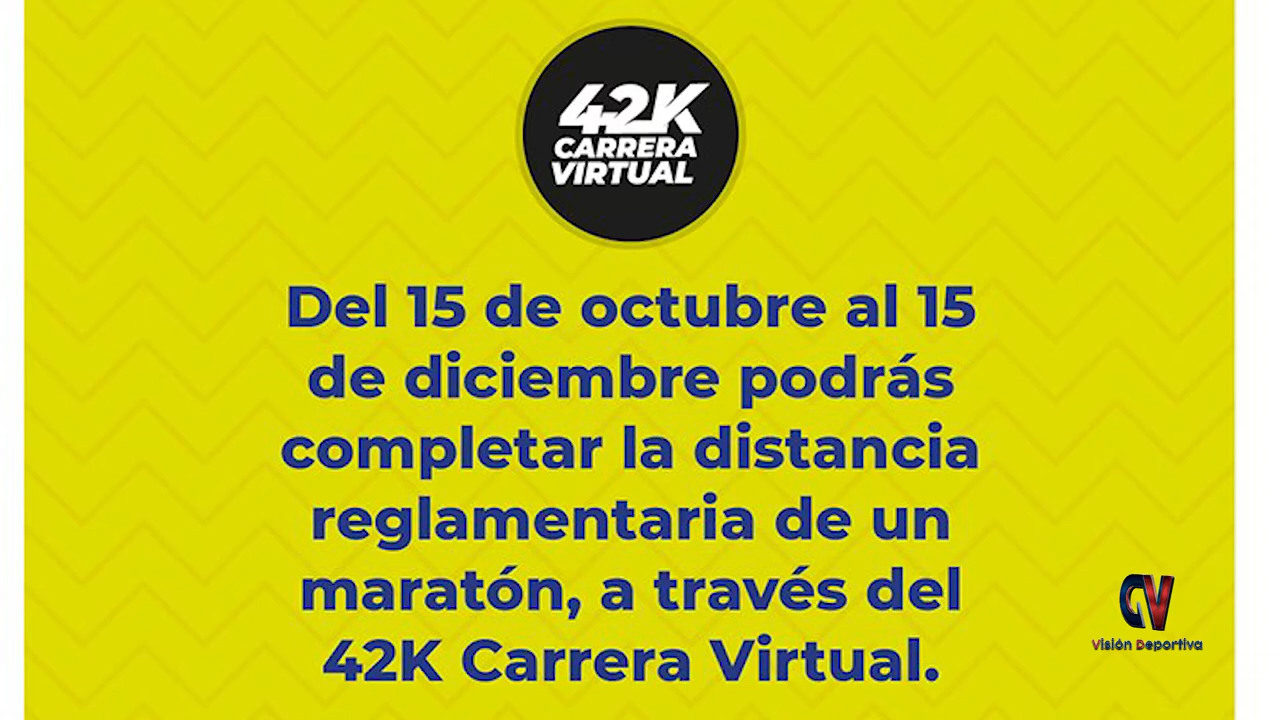 42K
CARRERA
VIRTUAL
Del 15 de octubre al 15
de diciembre podrás
completar la distancia
reglamentaria de un
maratón, a través del
42K Carrera Virtual.
GV
Visión Deportiva